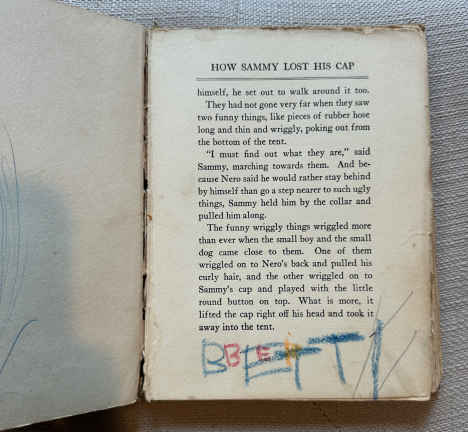 HOW SAMMY LOST HIS CAP
himself, he set out to walk around it too.
They had not gone very far when they saw
two funny things, like pieces of rubber hose
long and thin and wriggly, poking out from
the bottom of the tent.
"I must find out what they are," said
Sammy, marching towards them. And be-
cause Nero said he would rather stay behind
by himself than go a step nearer to such ugly
things, Sammy held him by the collar and
pulled him along.
The funny wriggly things wriggled more
than ever when the small boy and the small
dog came close to them. One of them
wriggled on to Nero's back and pulled his
curly hair, and the other wriggled on to
Sammy's cap and played with the little
round button on top. What is more, it
lifted the cap right off his head and took it
away into the tent.
BETTY